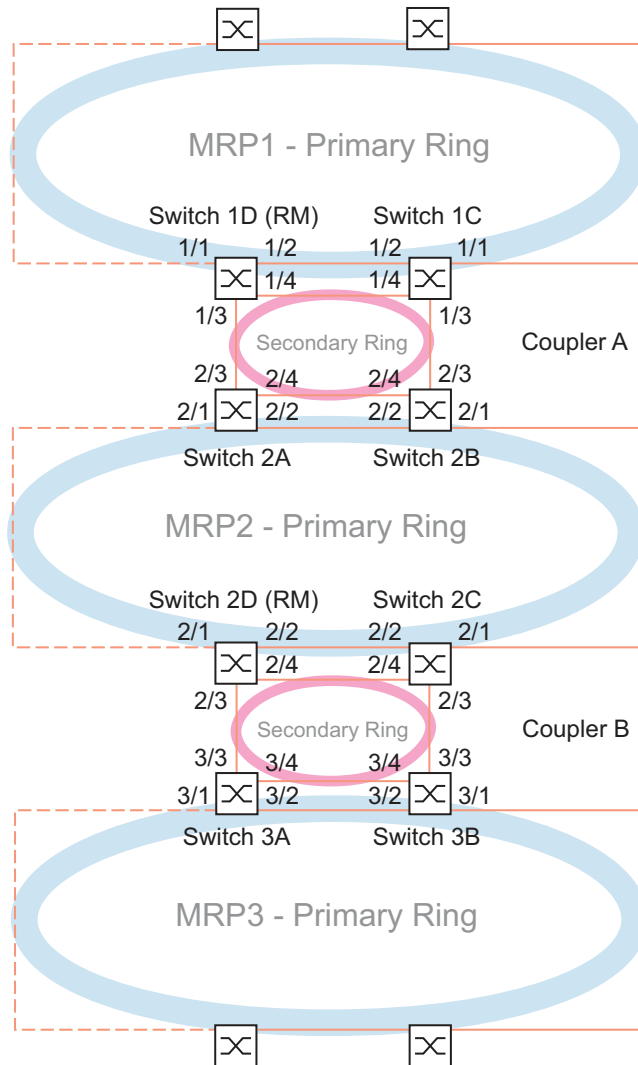 MRP1 - Primary Ring
Switch 1D (RM) Switch 1C
1/1 1/2 1/2 1/1
1/4 1/4
1/3 1/3
Secondary Ring Coupler A
2/3 2/4 2/4 2/3
2/1 2/2 2/2 2/1
Switch 2A Switch 2B
MRP2 - Primary Ring
Switch 2D (RM) Switch 2C
2/1 2/2 2/2 2/1
2/4 2/4
2/3 2/3
Secondary Ring Coupler B
3/3 3/4 3/4 3/3
3/1 3/2 3/2 3/1
Switch 3A Switch 3B
MRP3 - Primary Ring